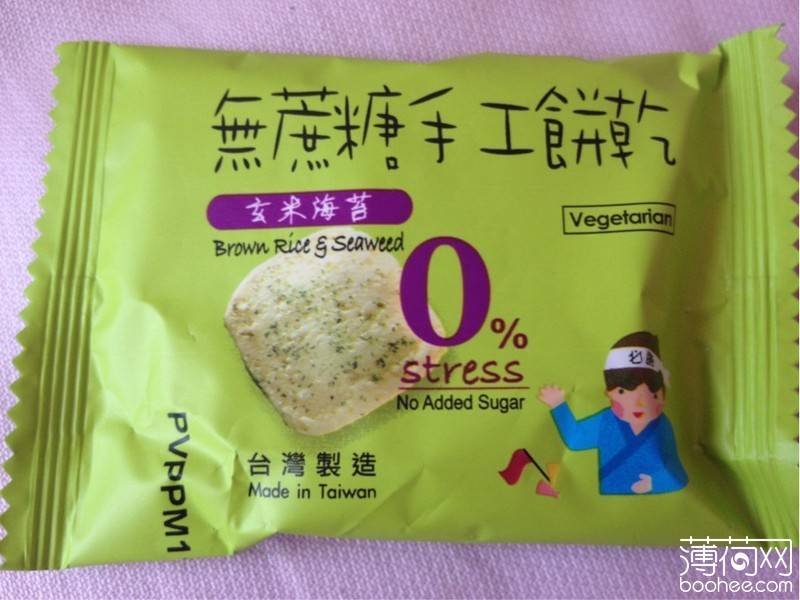 無蔗糖手工餅乾
玄米海苔
Brown Rice & Seaweed
Vegetarian
0%
stress
No Added Sugar
台灣製造
Made in Taiwan
PVPPM1
薄荷网
boohee.com